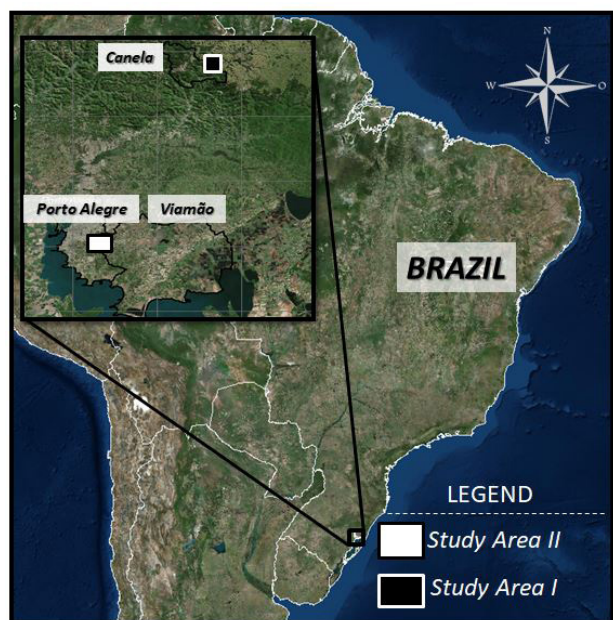 Canela
Porto Alegre
Viamão
N
W
O
S
BRAZIL
LEGEND
Study Area II
Study Area I